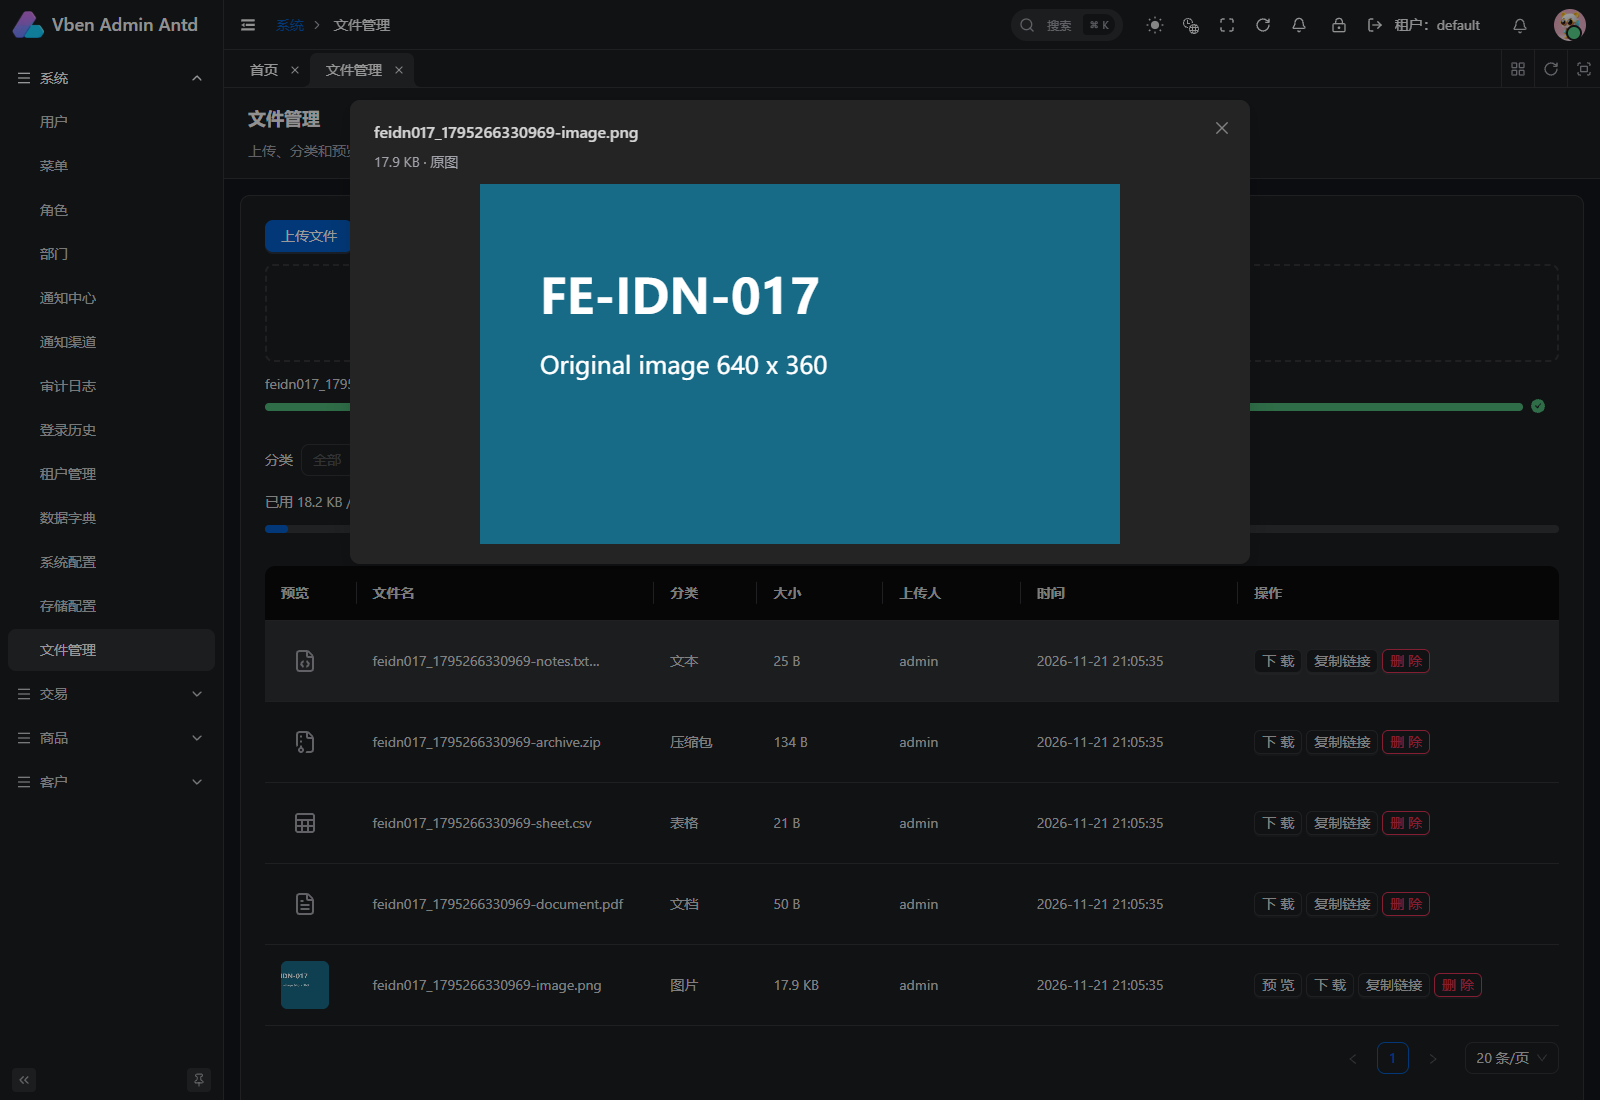 Vben Admin Antd
系统 > 文件管理
搜索 ⌘ K
租户: default
系统
用户
菜单
角色
部门
通知中心
通知渠道
审计日志
登录历史
租户管理
数据字典
系统配置
存储配置
文件管理
交易
商品
客户
首页
文件管理
文件管理
上传、分类和预览
feidn017_1795266330969-image.png
17.9 KB · 原图
FE-IDN-017
Original image 640 x 360
上传文件
feidn017_1795
分类 全部
已用 18.2 KB /
预览 文件名 分类 大小 上传人 时间 操作
feidn017_1795266330969-notes.txt... 文本 25 B admin 2026-11-21 21:05:35 下载 复制链接 删除
feidn017_1795266330969-archive.zip 压缩包 134 B admin 2026-11-21 21:05:35 下载 复制链接 删除
feidn017_1795266330969-sheet.csv 表格 21 B admin 2026-11-21 21:05:35 下载 复制链接 删除
feidn017_1795266330969-document.pdf 文档 50 B admin 2026-11-21 21:05:35 下载 复制链接 删除
IDN-017
feidn017_1795266330969-image.png 图片 17.9 KB admin 2026-11-21 21:05:35 预览 下载 复制链接 删除
1
20 条/页